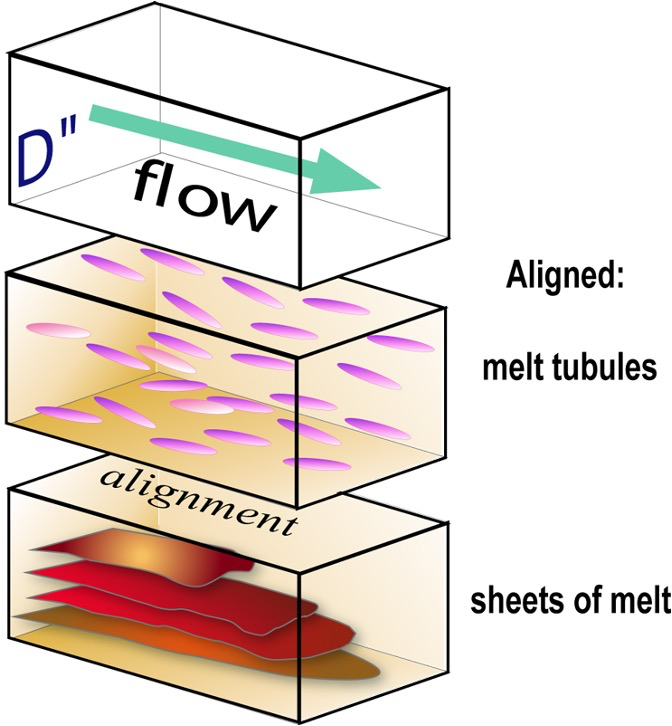 D"
flow
Aligned:
melt tubules
alignment
sheets of melt